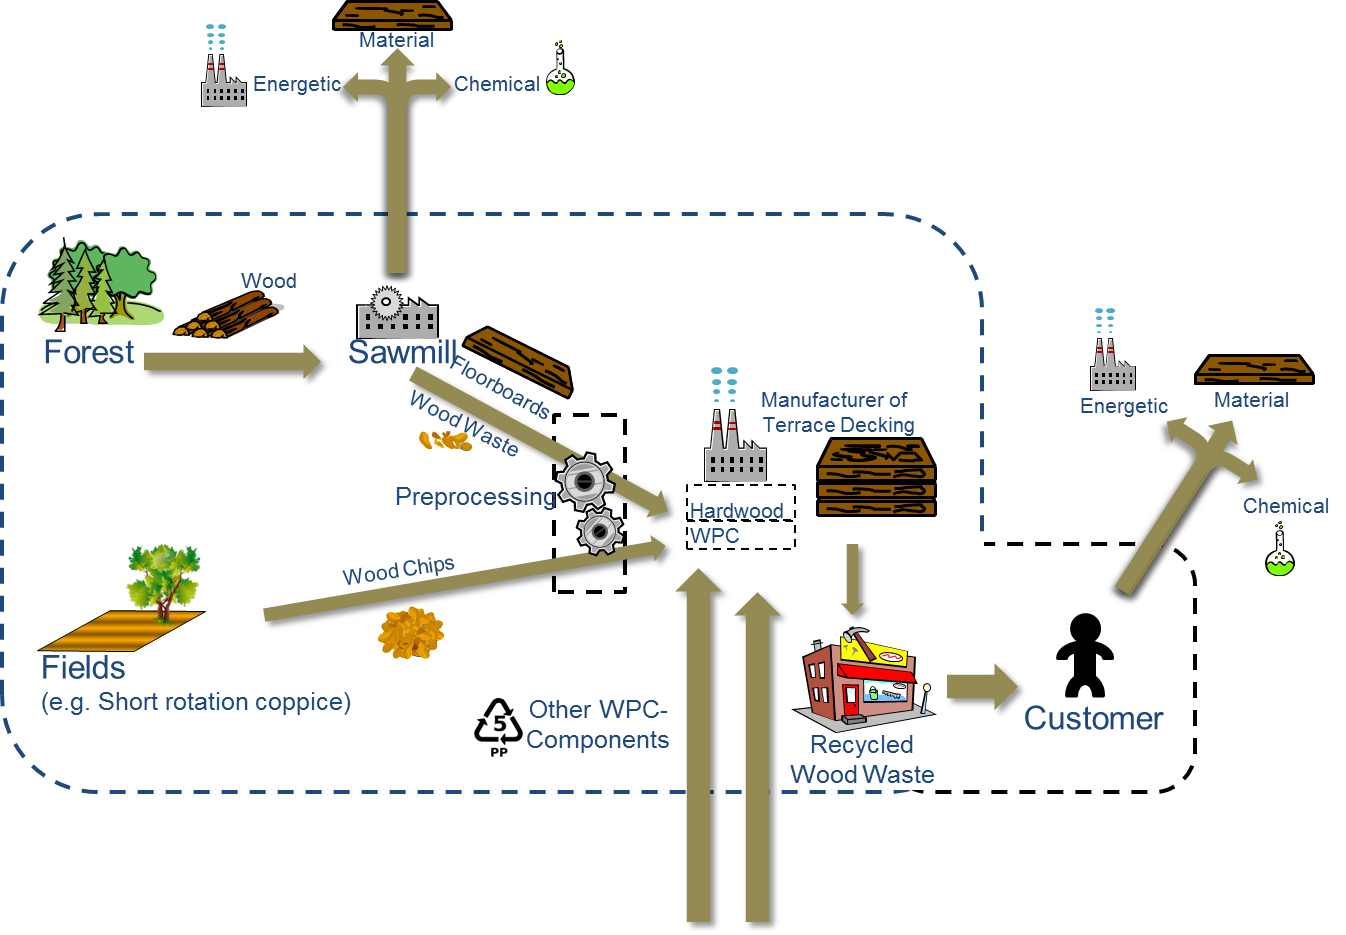 Material
Energetic
Chemical
Wood
Forest
Sawmill
Floorboards
Wood Waste
Manufacturer of
Terrace Decking
Energetic
Material
Preprocessing
Hardwood
WPC
Chemical
Wood Chips
Fields
(e.g. Short rotation coppice)
5
PP
Other WPC-
Components
Recycled
Wood Waste
Customer